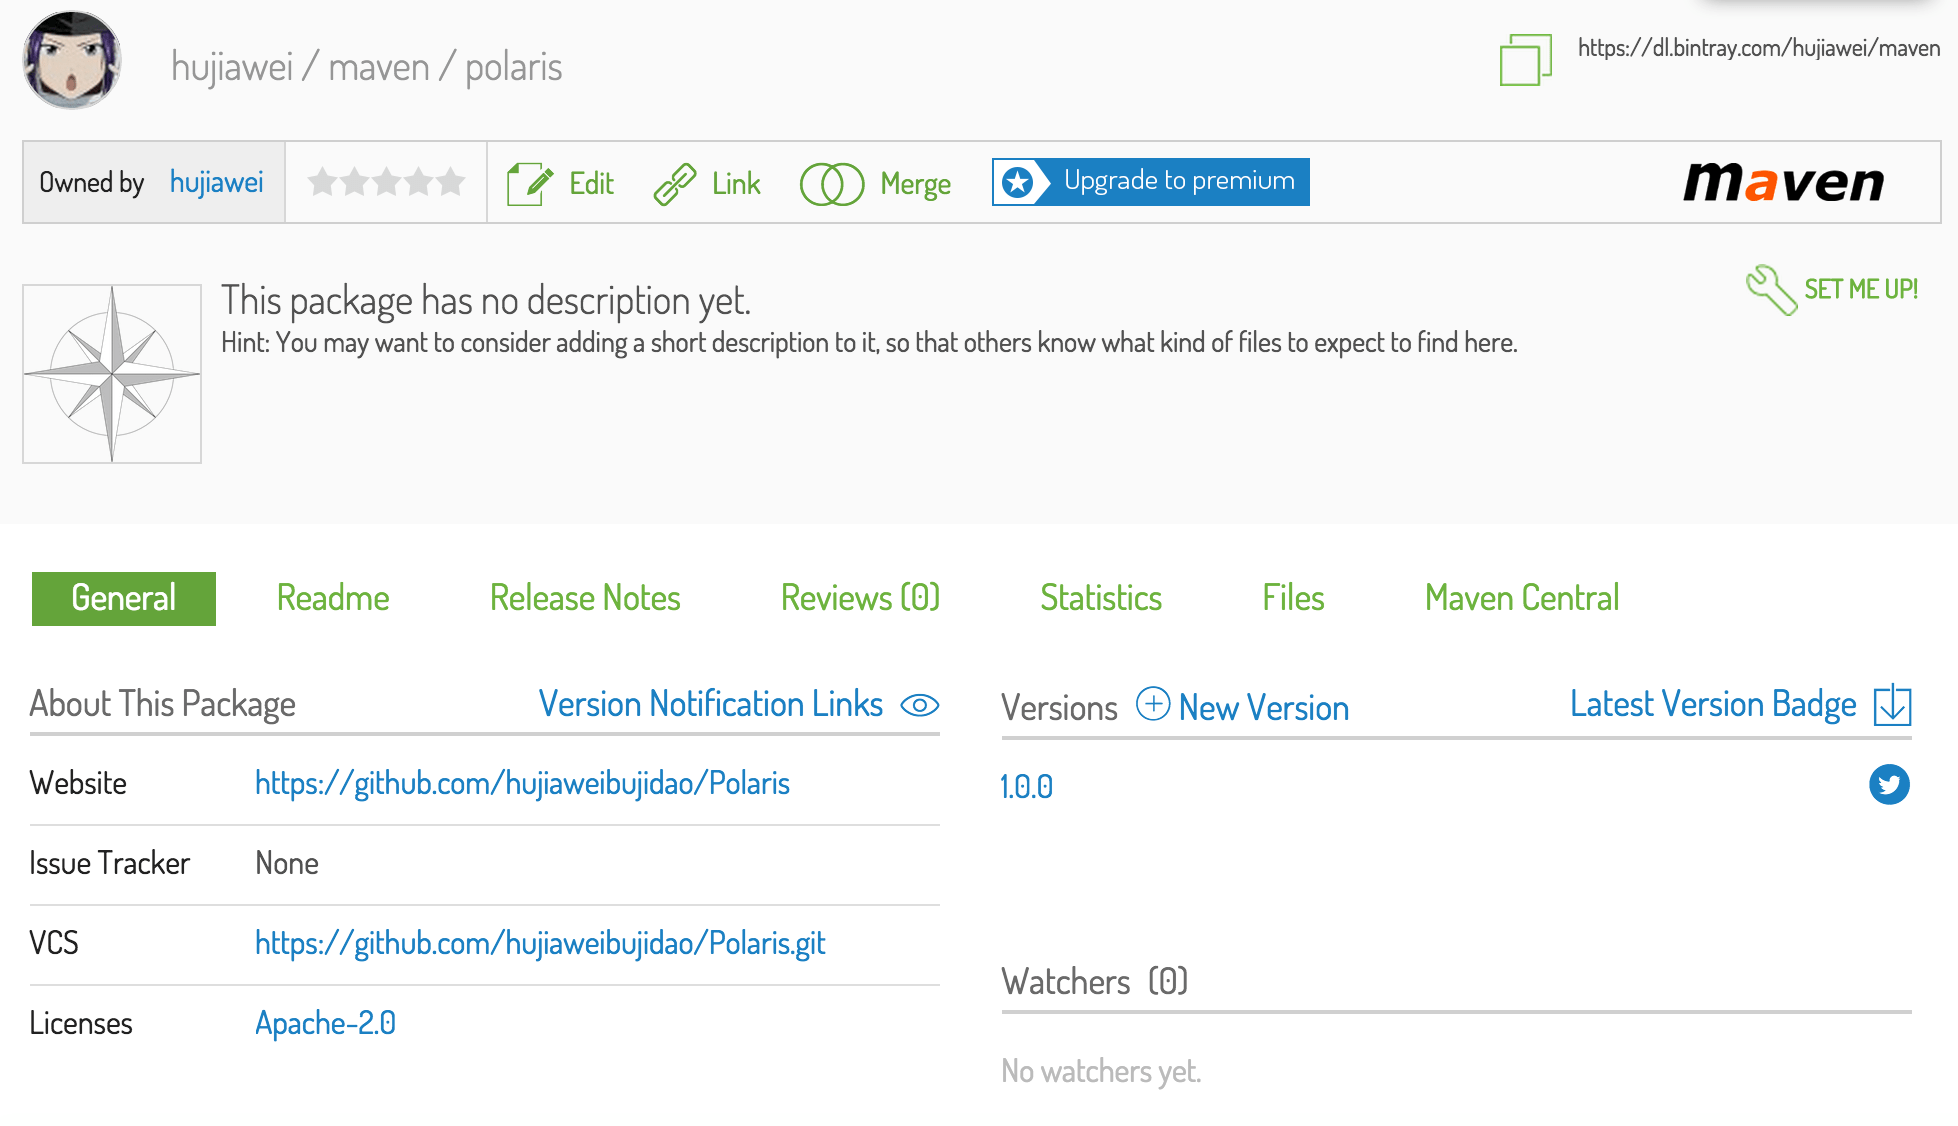 hujiawei / maven / polaris
https://dl.bintray.com/hujiawei/maven
Owned by hujiawei
Edit
Link
Merge
Upgrade to premium
maven
This package has no description yet.
Hint: You may want to consider adding a short description to it, so that others know what kind of files to expect to find here.
SET ME UP!
General
Readme
Release Notes
Reviews (0)
Statistics
Files
Maven Central
About This Package
Version Notification Links
Website https://github.com/hujiaweibujidao/Polaris
Issue Tracker None
VCS https://github.com/hujiaweibujidao/Polaris.git
Licenses Apache-2.0
Versions
New Version
Latest Version Badge
1.0.0
Watchers (0)
No watchers yet.